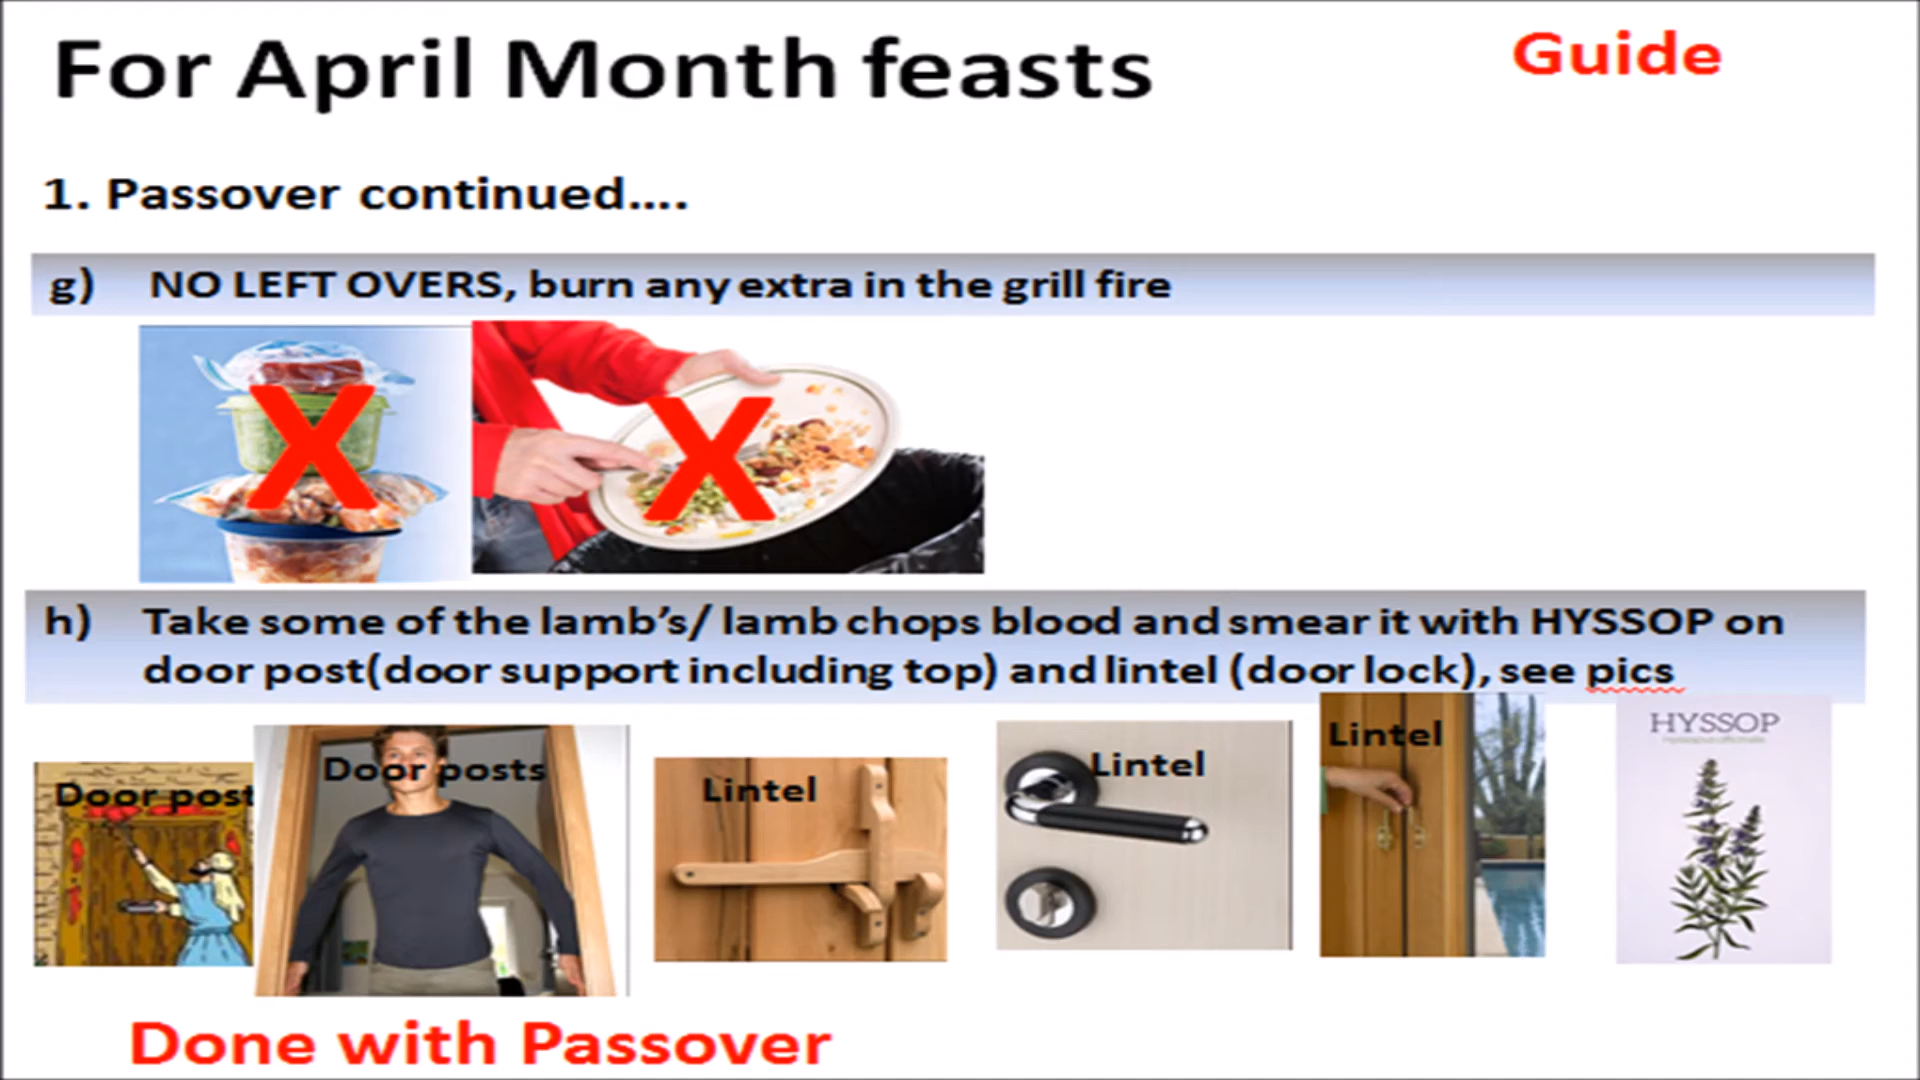 For April Month feasts
Guide
1. Passover continued....
g) NO LEFT OVERS, burn any extra in the grill fire
X
X
h) Take some of the lamb's/ lamb chops blood and smear it with HYSSOP on
door post(door support including top) and lintel (door lock), see pics
Door post
Door posts
Lintel
Lintel
Lintel
HYSSOP
Done with Passover